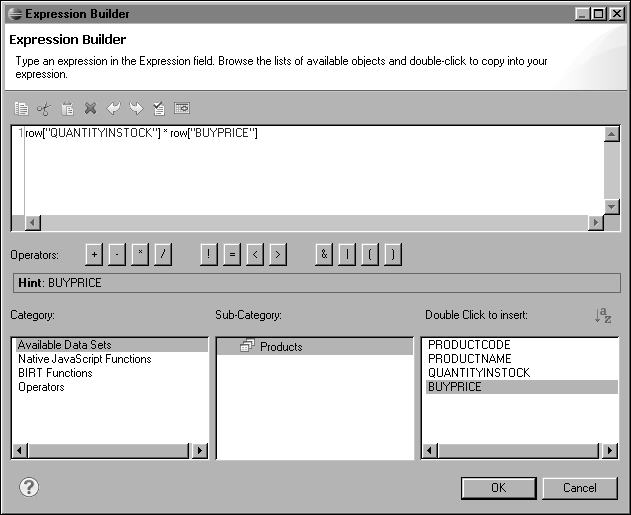 Expression Builder
Expression Builder
Type an expression in the Expression field. Browse the lists of available objects and double-click to copy into your
expression.
1 row["QUANTITYINSTOCK"] * row["BUYPRICE"]
Operators: + - * / ! = < > & | ( )
Hint: BUYPRICE
Category: Sub-Category: Double Click to insert: a z
Available Data Sets
Native JavaScript Functions
BIRT Functions
Operators
Products
PRODUCTCODE
PRODUCTNAME
QUANTITYINSTOCK
BUYPRICE
? OK Cancel